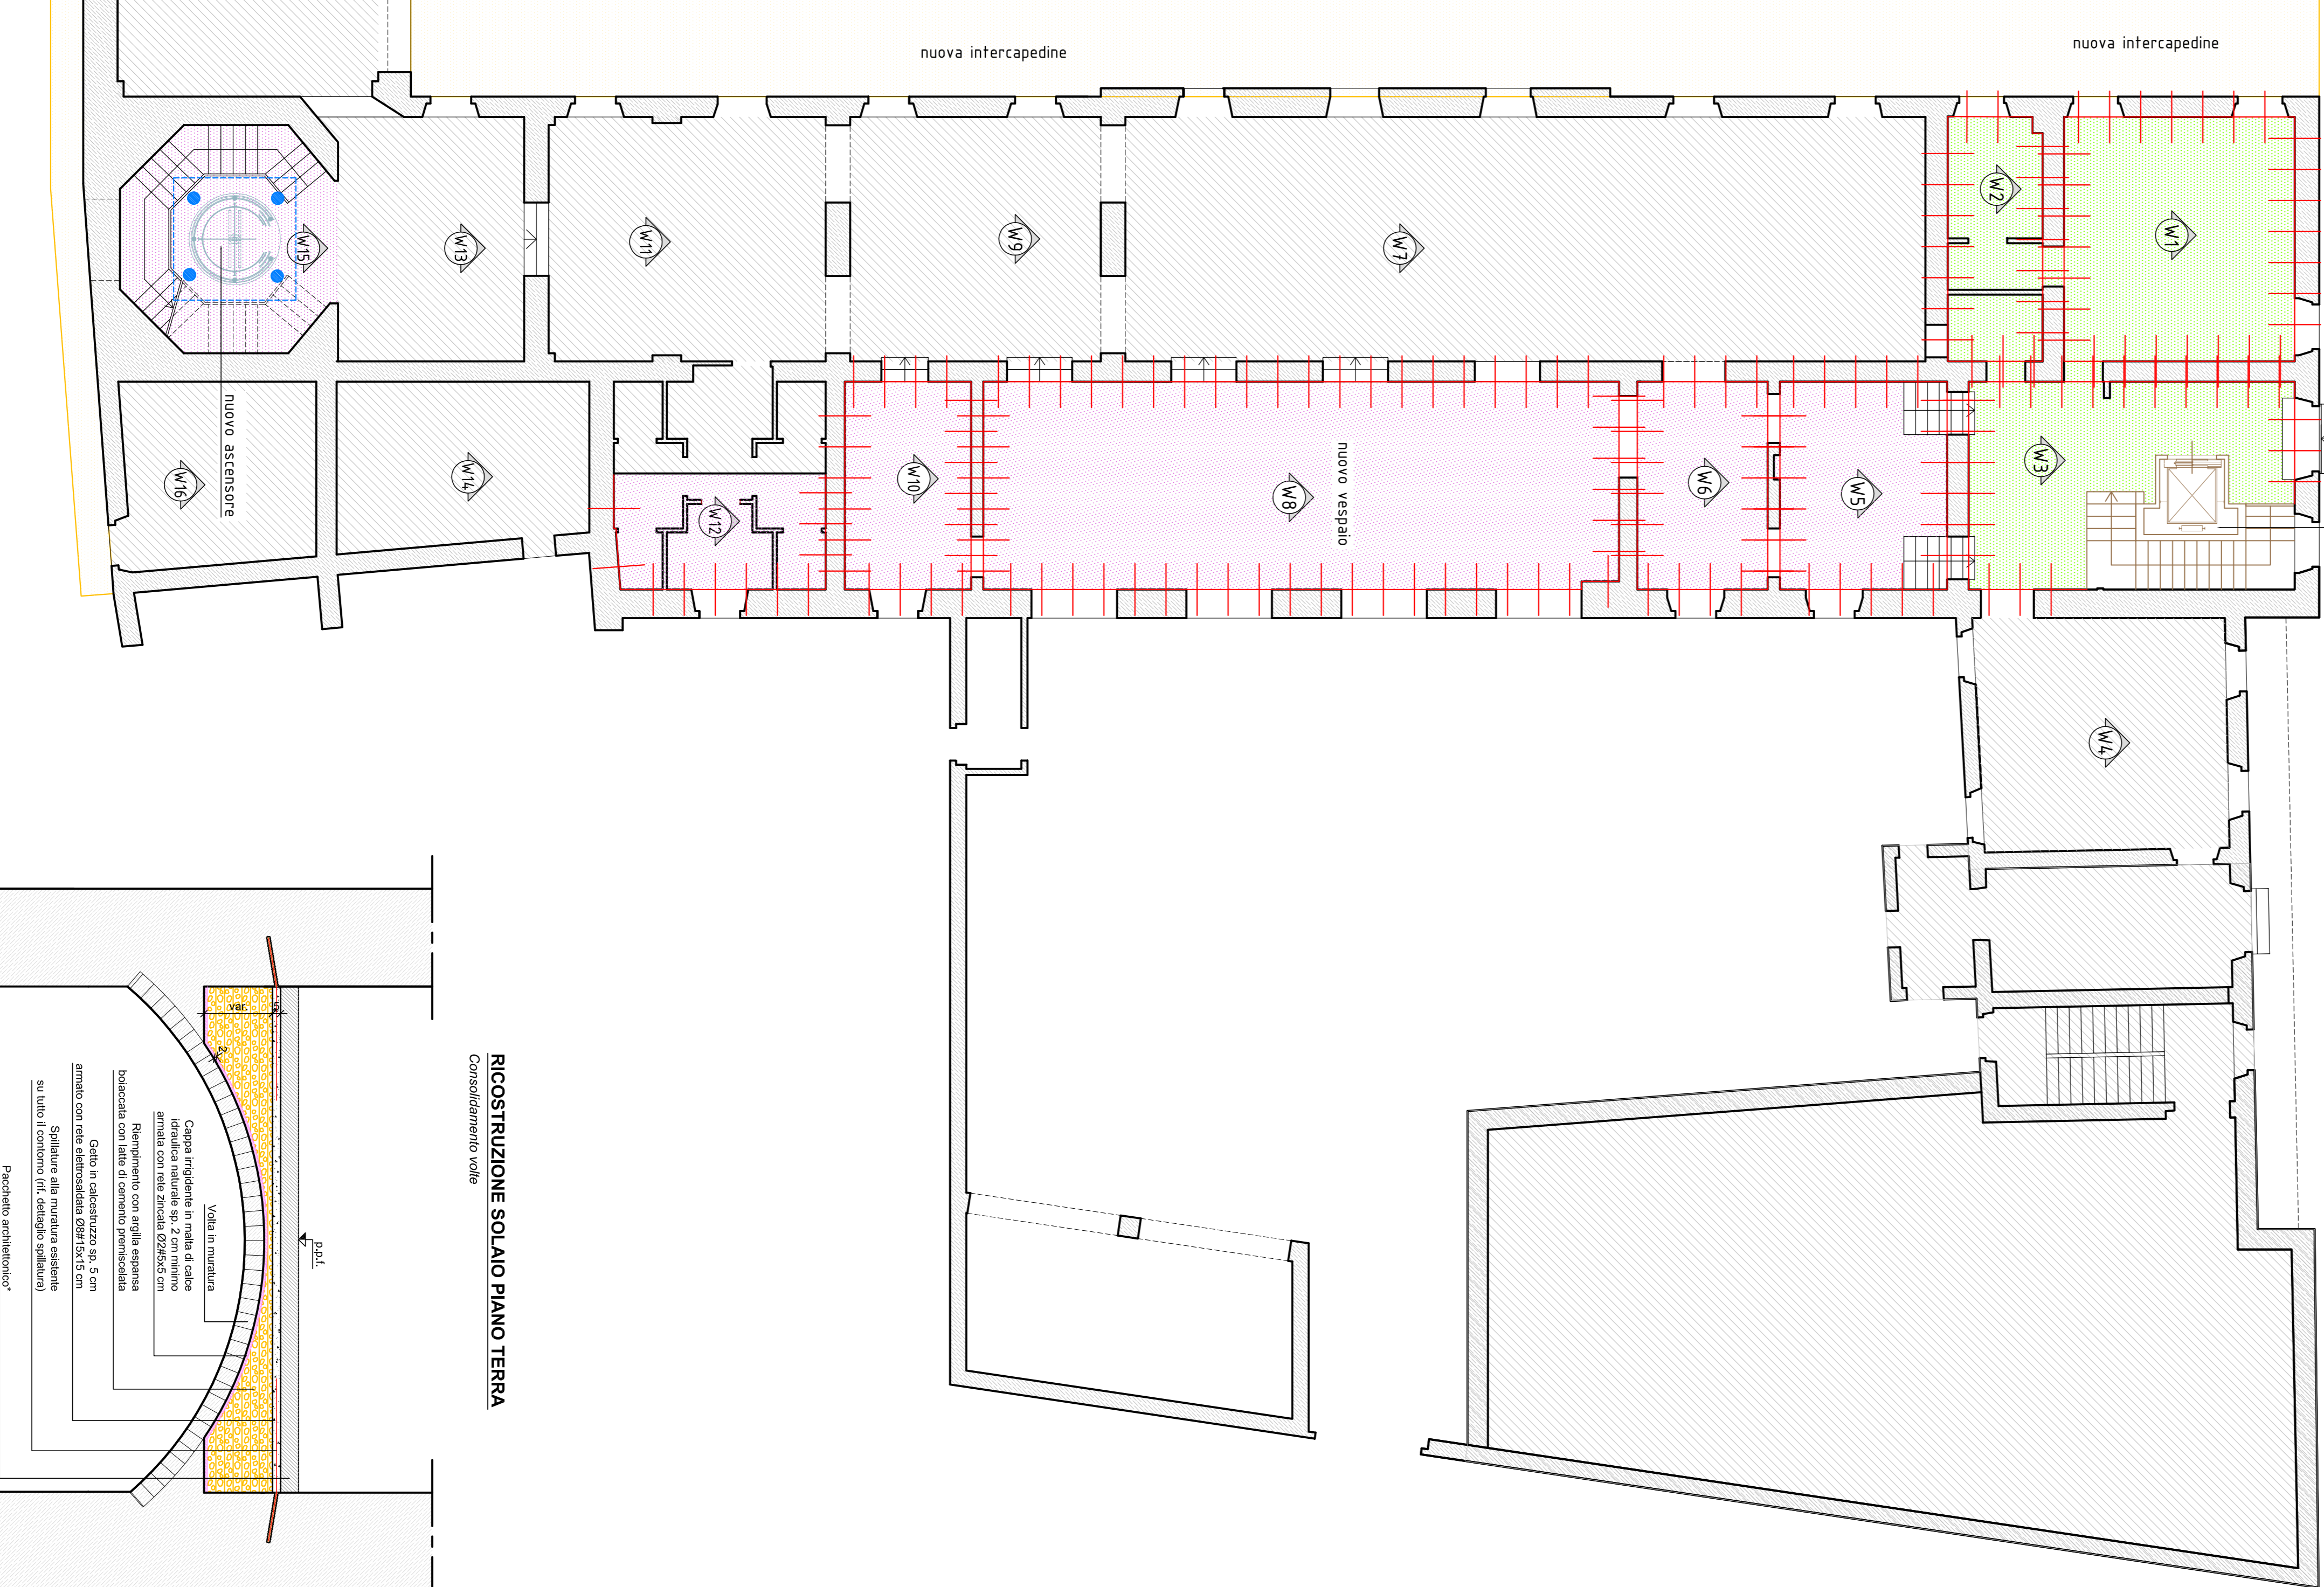 nuova intercapedine
nuova intercapedine
W15
W13
W11
W9
W7
W2
W1
nuovo ascensore
W16
W14
W12
W10
W8
nuovo vespaio
W6
W5
W3
W4
RICOSTRUZIONE SOLAIO PIANO TERRA
Consolidamento volte
p.p.f.
var.
5
2
Volta in muratura
Cappa irrigidente in malta di calce
idraulica naturale sp. 2 cm minimo
armata con rete zincata Ø2#5x5 cm
Riempimento con argilla espansa
boiaccata con latte di cemento premiscelata
Getto in calcestruzzo sp. 5 cm
armato con rete elettrosaldata Ø8#15x15 cm
Spillature alla muratura esistente
su tutto il contorno (rif. dettaglio spillatura)
Pacchetto architettonico*